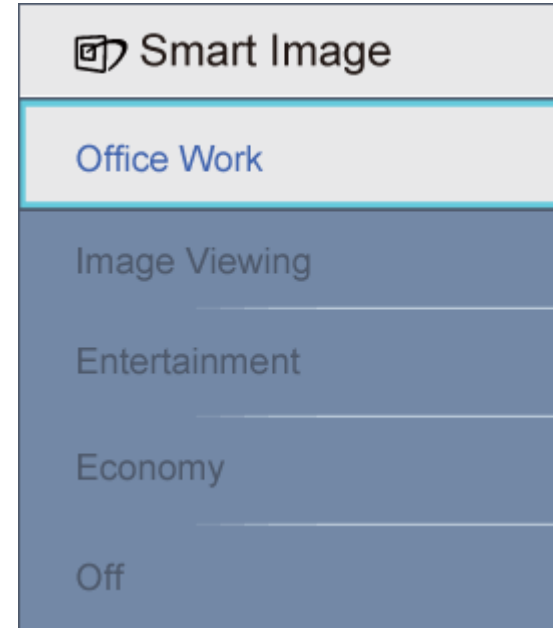 Smart Image
Office Work
Image Viewing
Entertainment
Economy
Off